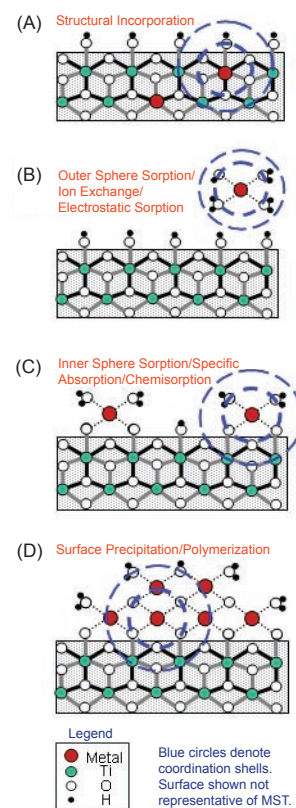 (A) Structural Incorporation
(B) Outer Sphere Sorption/
Ion Exchange/
Electrostatic Sorption
(C) Inner Sphere Sorption/Specific
Absorption/Chemisorption
(D) Surface Precipitation/Polymerization
Legend
Metal
Ti
O
H
Blue circles denote
coordination shells.
Surface shown not
representative of MST.